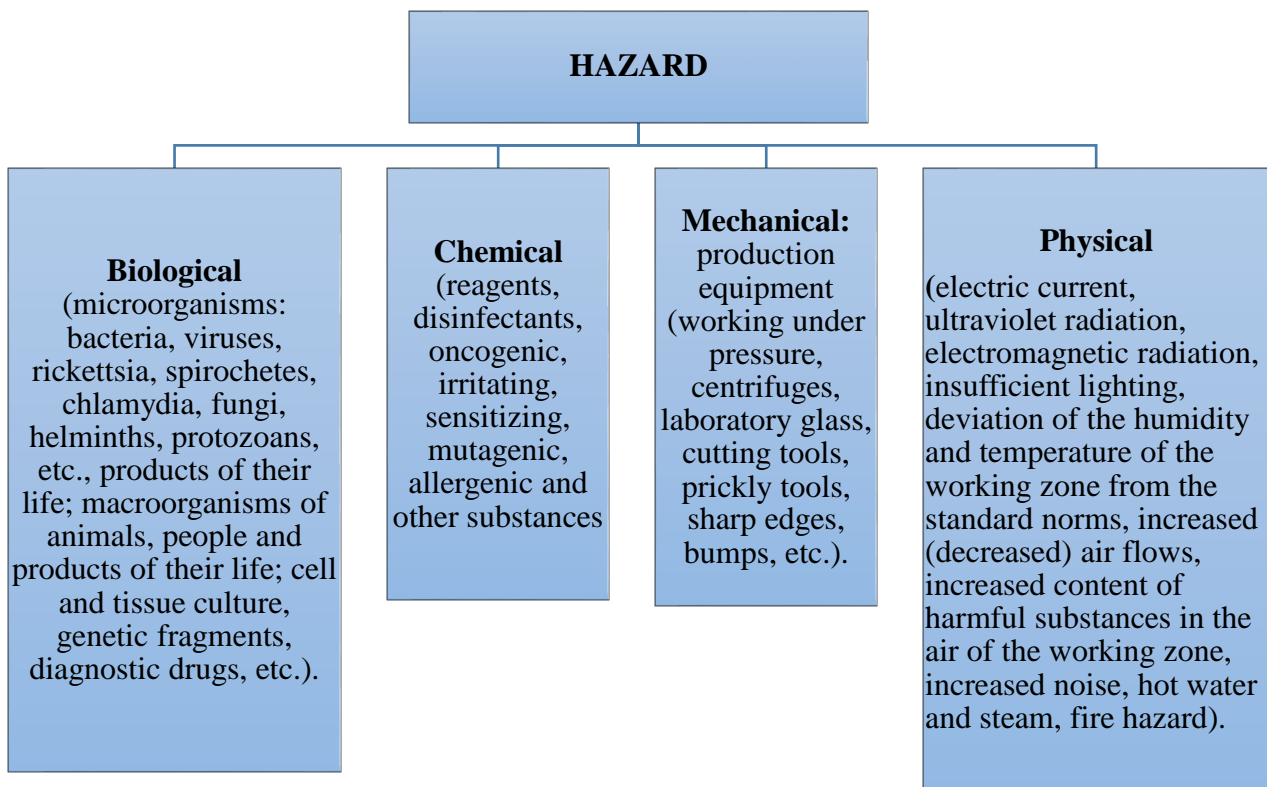 HAZARD
Biological
(microorganisms:
bacteria, viruses,
rickettsia, spirochetes,
chlamydia, fungi,
helminths, protozoans,
etc., products of their
life; macroorganisms of
animals, people and
products of their life; cell
and tissue culture,
genetic fragments,
diagnostic drugs, etc.).
Chemical
(reagents,
disinfectants,
oncogenic,
irritating,
sensitizing,
mutagenic,
allergenic and
other substances
Mechanical:
production
equipment
(working under
pressure,
centrifuges,
laboratory glass,
cutting tools,
prickly tools,
sharp edges,
bumps, etc.).
Physical
(electric current,
ultraviolet radiation,
electromagnetic radiation,
insufficient lighting,
deviation of the humidity
and temperature of the
working zone from the
standard norms, increased
(decreased) air flows,
increased content of
harmful substances in the
air of the working zone,
increased noise, hot water
and steam, fire hazard).